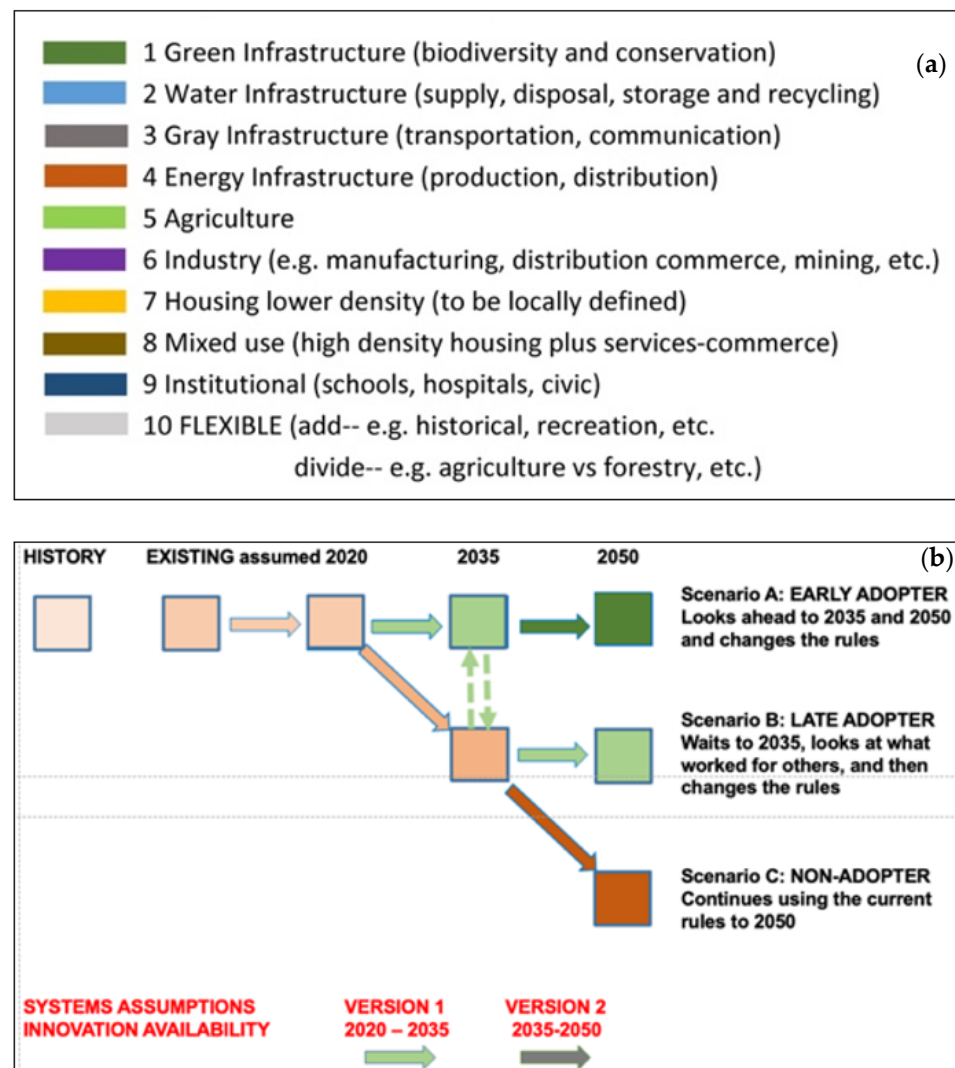 (a)
1 Green Infrastructure (biodiversity and conservation)
2 Water Infrastructure (supply, disposal, storage and recycling)
3 Gray Infrastructure (transportation, communication)
4 Energy Infrastructure (production, distribution)
5 Agriculture
6 Industry (e.g. manufacturing, distribution commerce, mining, etc.)
7 Housing lower density (to be locally defined)
8 Mixed use (high density housing plus services-commerce)
9 Institutional (schools, hospitals, civic)
10 FLEXIBLE (add-- e.g. historical, recreation, etc.
divide-- e.g. agriculture vs forestry, etc.)
HISTORY EXISTING assumed 2020 2035 2050 (b)
Scenario A: EARLY ADOPTER
Looks ahead to 2035 and 2050
and changes the rules
Scenario B: LATE ADOPTER
Waits to 2035, looks at what
worked for others, and then
changes the rules
Scenario C: NON-ADOPTER
Continues using the current
rules to 2050
SYSTEMS ASSUMPTIONS
INNOVATION AVAILABILITY
VERSION 1
2020 – 2035
VERSION 2
2035-2050